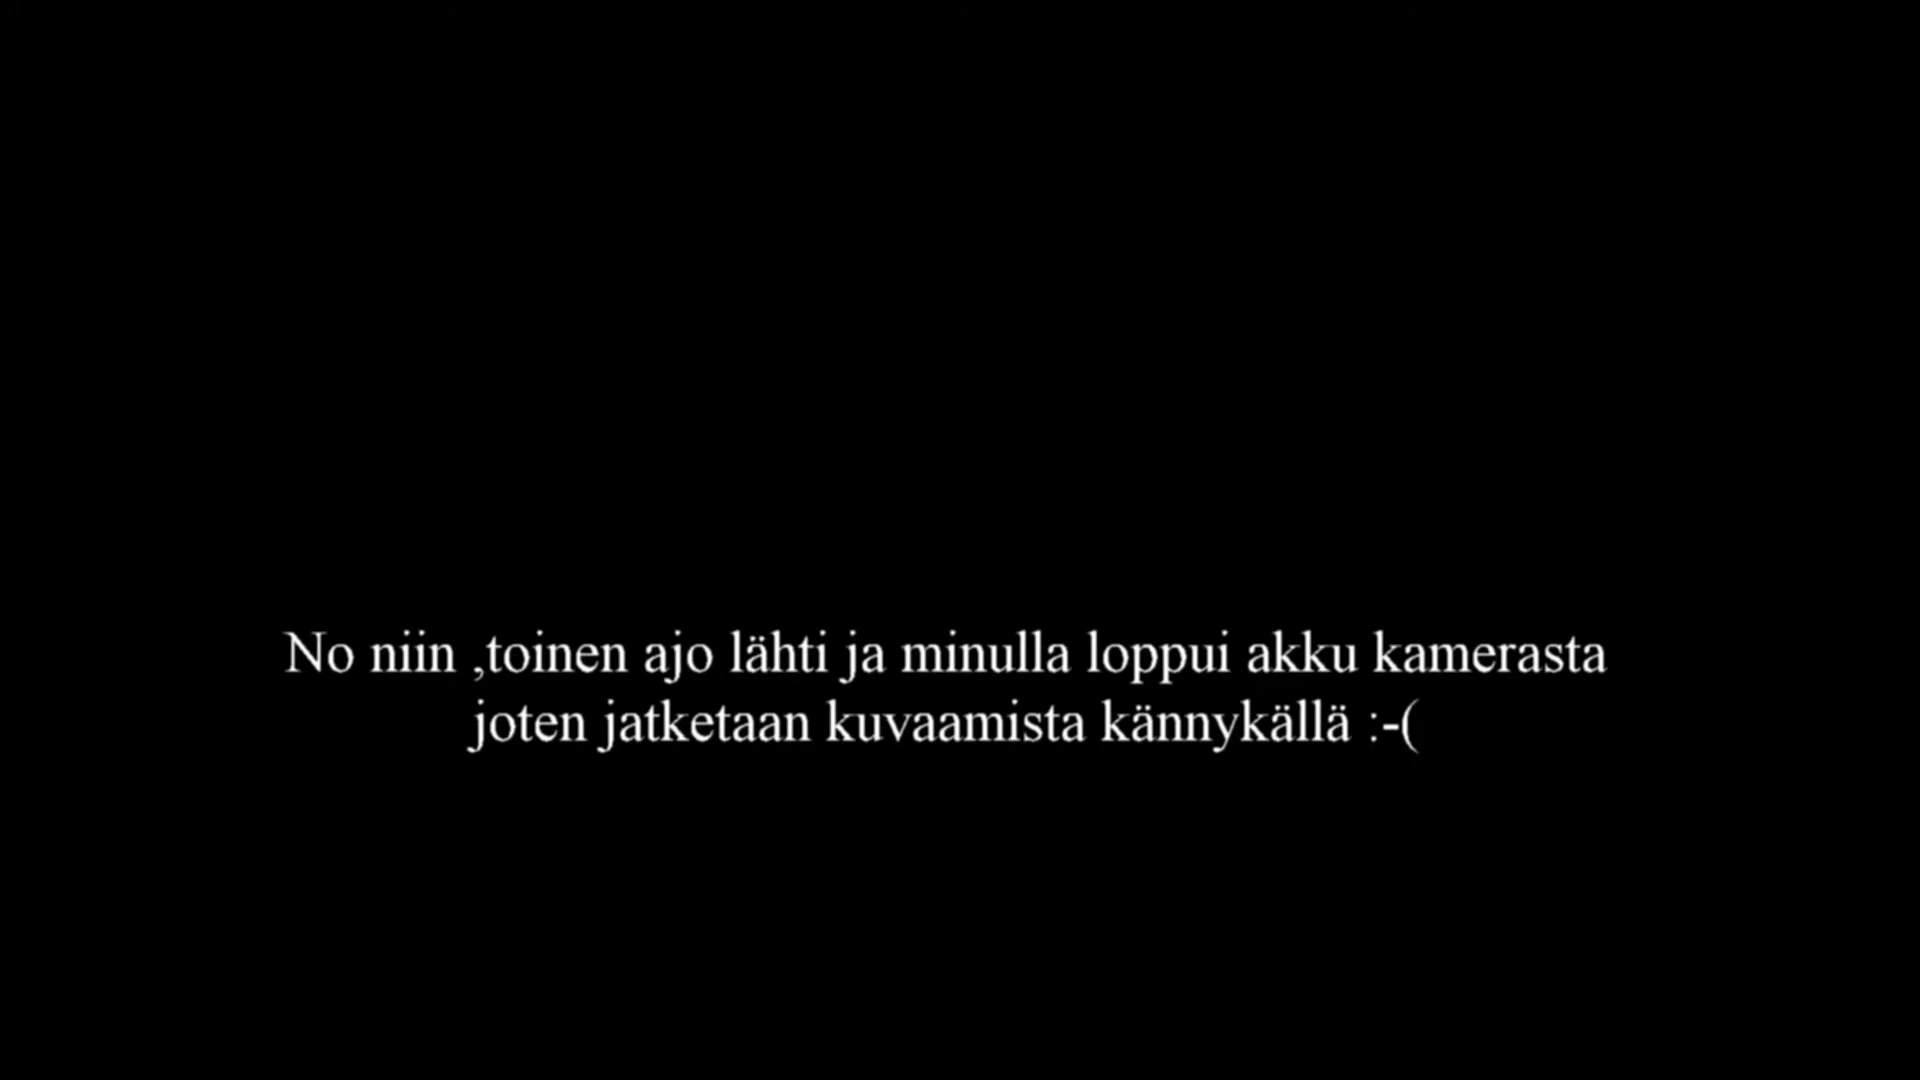 No niin ,toinen ajo lähti ja minulla loppui akku kamerasta
joten jatketaan kuvaamista kännykällä :-(